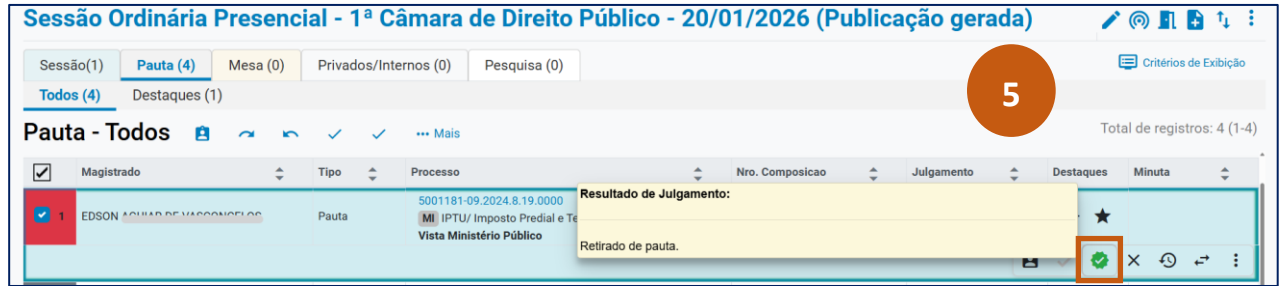 Sessão Ordinária Presencial - 1ª Câmara de Direito Público - 20/01/2026 (Publicação gerada)
Sessão(1) Pauta (4) Mesa (0) Privados/Internos (0) Pesquisa (0) Critérios de Exibição
Todos (4) Destaques (1)
5
Pauta - Todos ••• Mais Total de registros: 4 (1-4)
Magistrado Tipo Processo Nro. Composicao Julgamento Destaques Minuta
5001181-09.2024.8.19.0000
Resultado de Julgamento:
1 EDSON Pauta MI IPTU/ Imposto Predial e Te
Vista Ministério Público
Retirado de pauta.